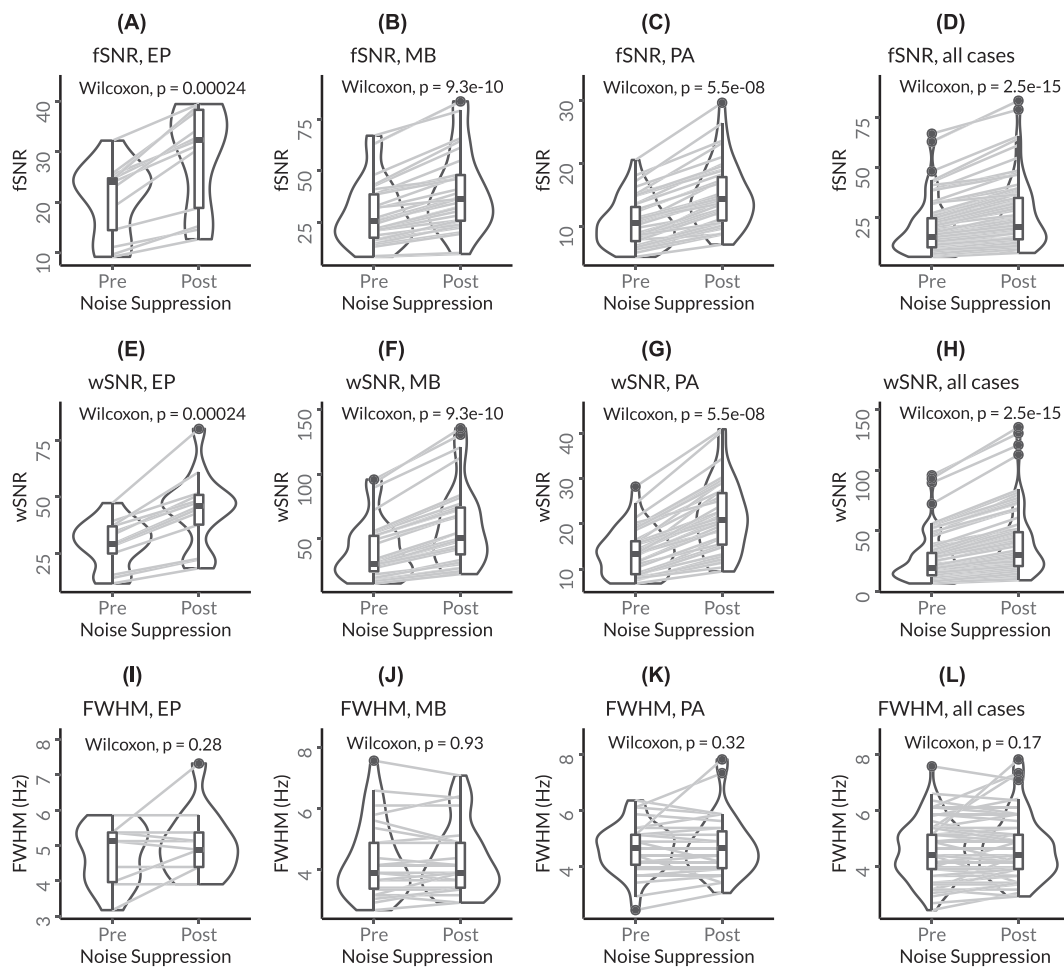 (A)
fSNR, EP
Wilcoxon, p = 0.00024
fSNR
40
30
20
10
Pre
Post
Noise Suppression
(B)
fSNR, MB
Wilcoxon, p = 9.3e-10
fSNR
75
50
25
Pre
Post
Noise Suppression
(C)
fSNR, PA
Wilcoxon, p = 5.5e-08
fSNR
30
20
10
Pre
Post
Noise Suppression
(D)
fSNR, all cases
Wilcoxon, p = 2.5e-15
fSNR
75
50
25
Pre
Post
Noise Suppression
(E)
wSNR, EP
Wilcoxon, p = 0.00024
wSNR
75
50
25
Pre
Post
Noise Suppression
(F)
wSNR, MB
Wilcoxon, p = 9.3e-10
wSNR
150
100
50
Pre
Post
Noise Suppression
(G)
wSNR, PA
Wilcoxon, p = 5.5e-08
wSNR
40
30
20
10
Pre
Post
Noise Suppression
(H)
wSNR, all cases
Wilcoxon, p = 2.5e-15
wSNR
150
100
50
0
Pre
Post
Noise Suppression
(I)
FWHM, EP
Wilcoxon, p = 0.28
FWHM (Hz)
8
7
6
5
4
3
Pre
Post
Noise Suppression
(J)
FWHM, MB
Wilcoxon, p = 0.93
FWHM (Hz)
8
6
4
Pre
Post
Noise Suppression
(K)
FWHM, PA
Wilcoxon, p = 0.32
FWHM (Hz)
8
6
4
Pre
Post
Noise Suppression
(L)
FWHM, all cases
Wilcoxon, p = 0.17
FWHM (Hz)
8
6
4
Pre
Post
Noise Suppression